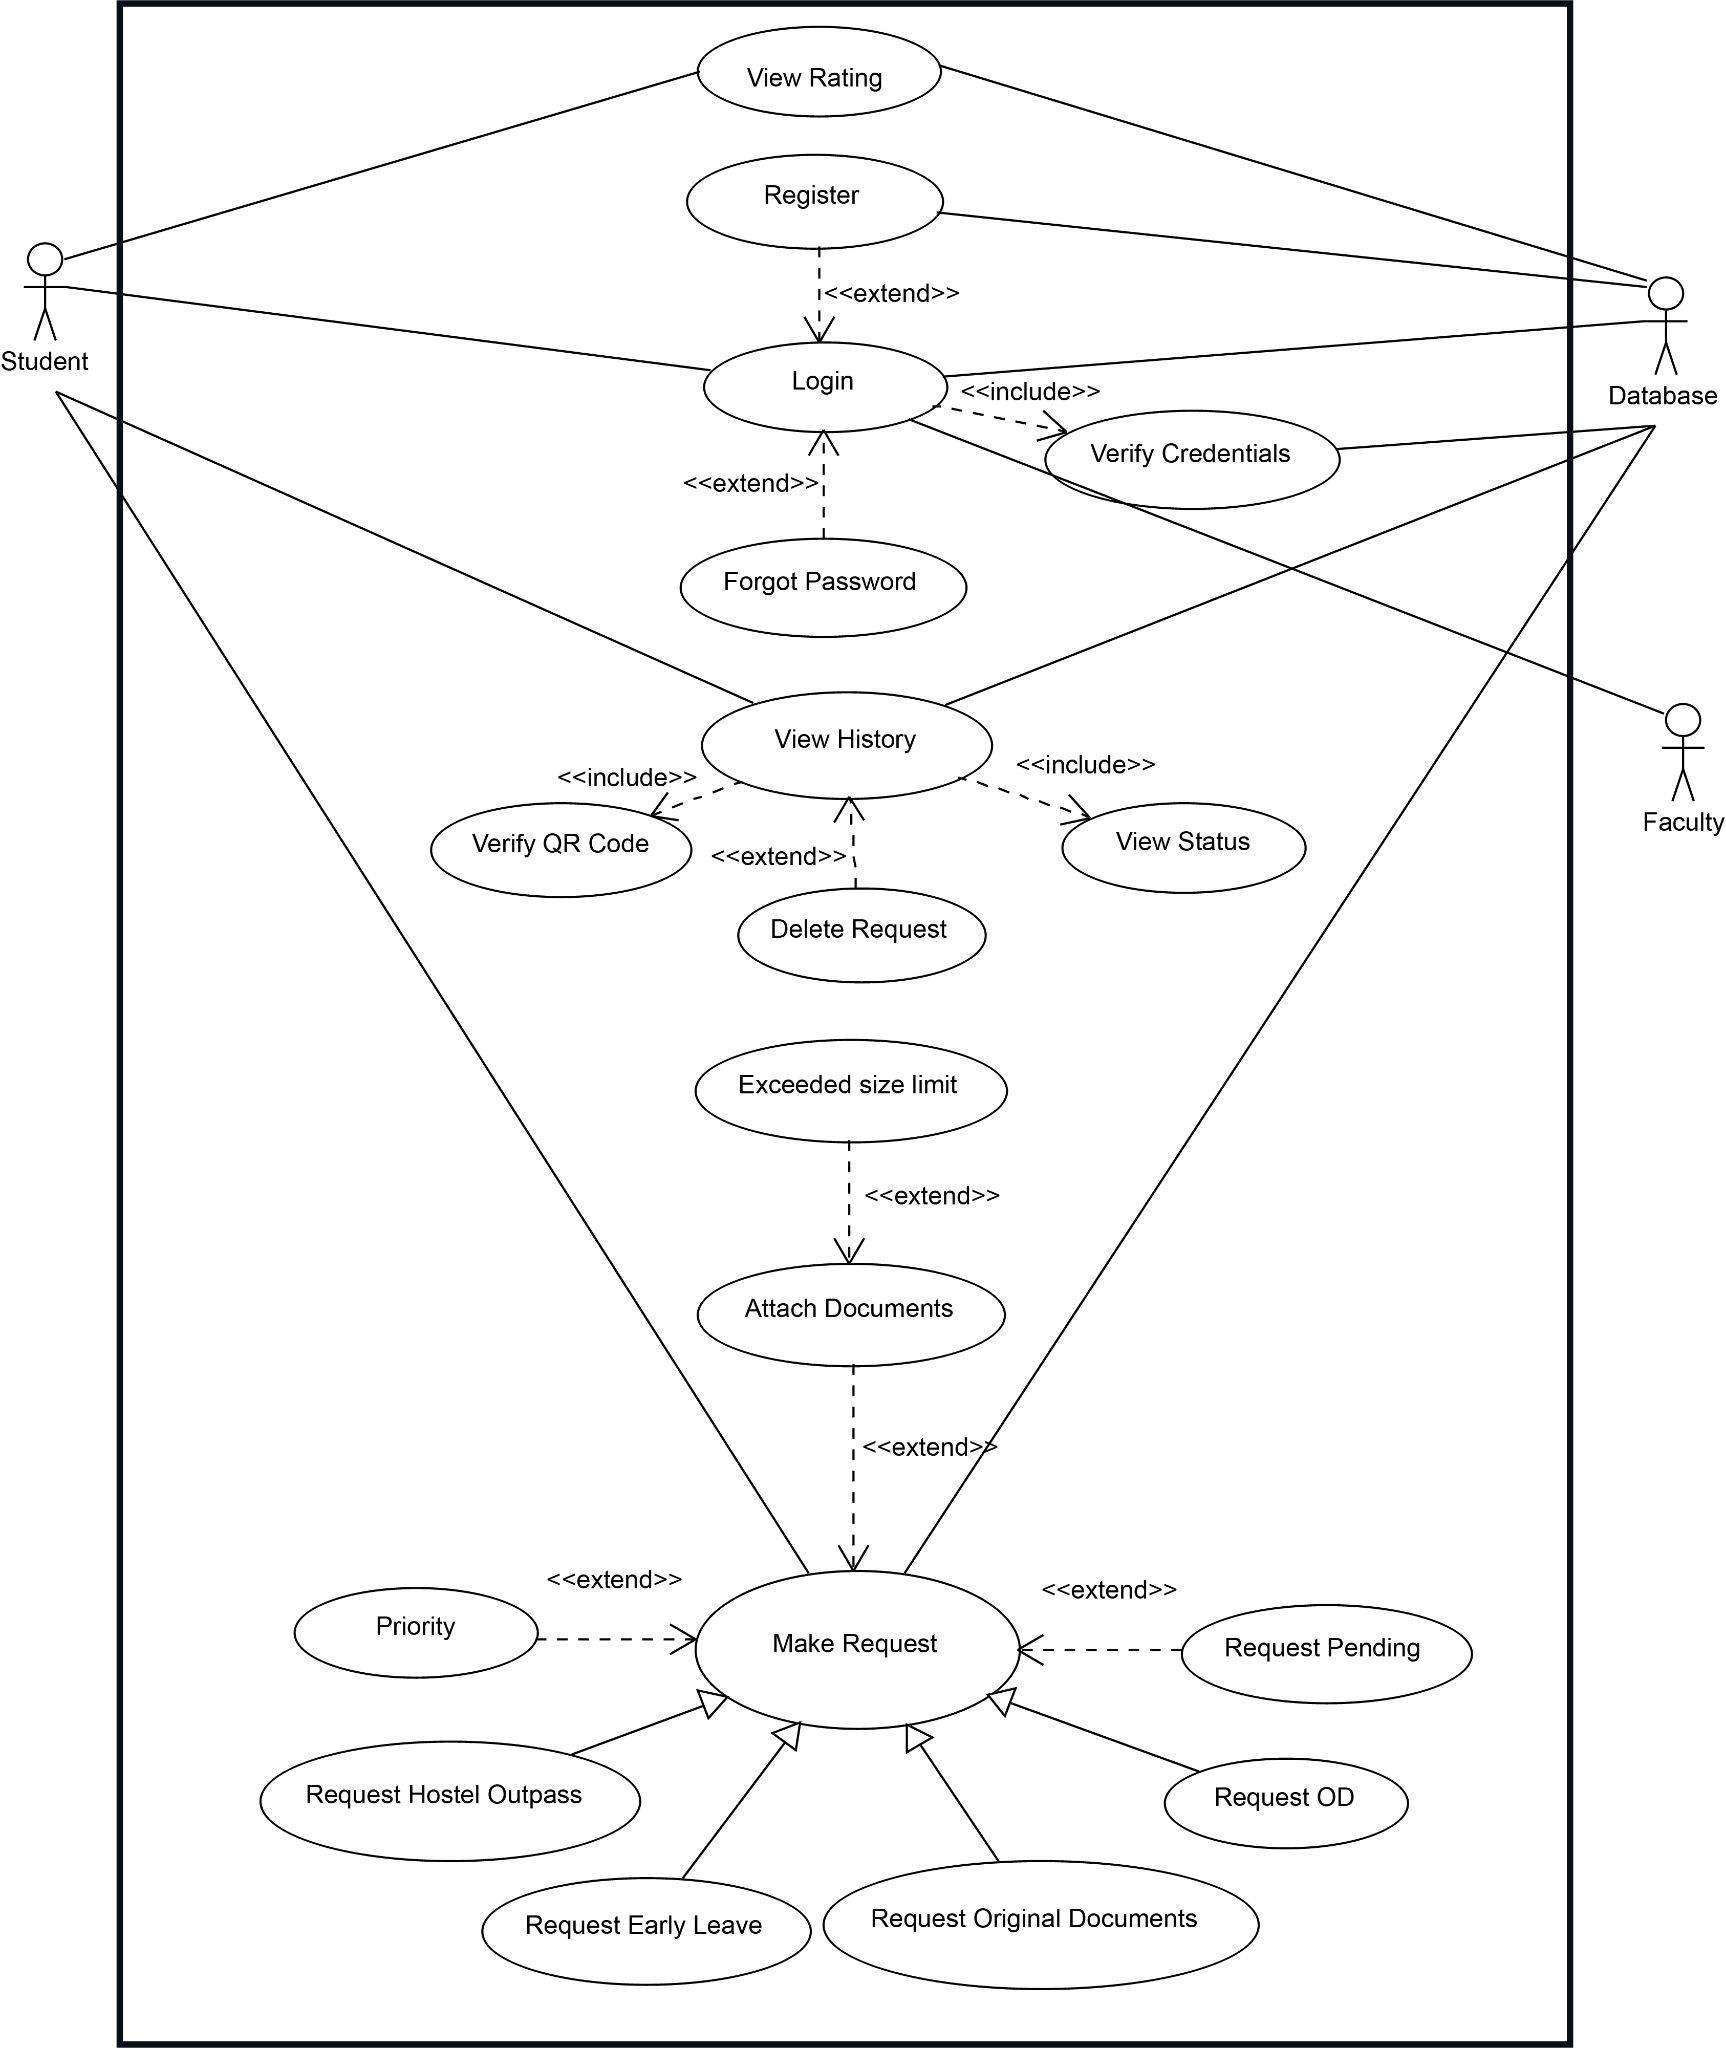 View Rating
Register
<<extend>>
Student
Login
<<include>>
Database
Verify Credentials
<<extend>>
Forgot Password
View History
<<include>>
<<include>>
Faculty
Verify QR Code
<<extend>>
View Status
Delete Request
Exceeded size limit
<<extend>>
Attach Documents
<<extend>>
<<extend>>
<<extend>>
Priority
Make Request
Request Pending
Request Hostel Outpass
Request OD
Request Early Leave
Request Original Documents